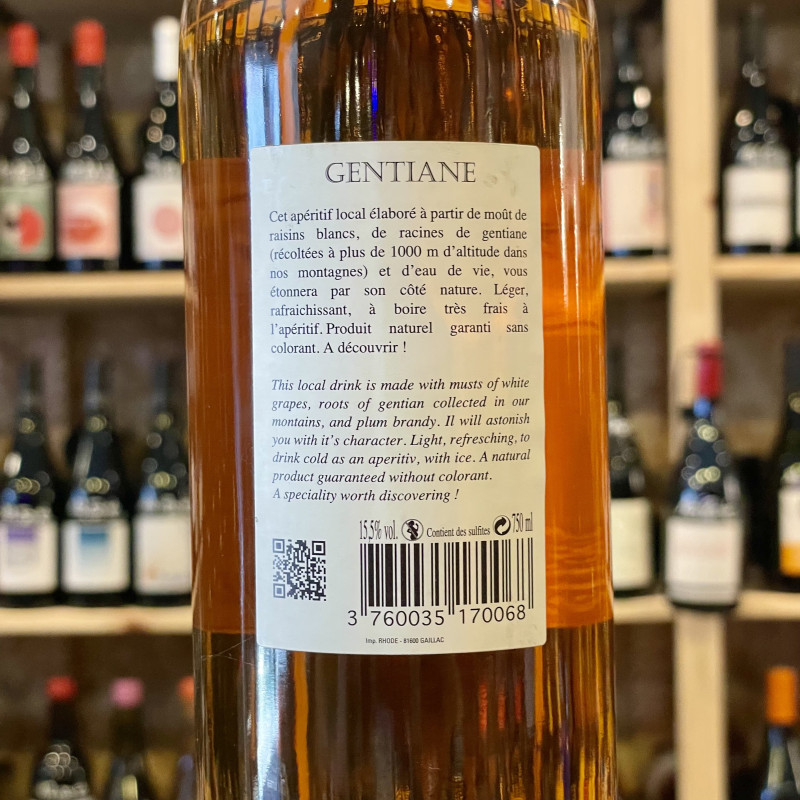 GENTIANE
Cet apéritif local élaboré à partir de moût de
raisins blancs, de racines de gentiane
(récoltées à plus de 1000 m d'altitude dans
nos montagnes) et d'eau de vie, vous
étonnera par son côté nature. Léger,
rafraichissant, à boire très frais à
l'apéritif. Produit naturel garanti sans
colorant. A découvrir !
This local drink is made with musts of white
grapes, roots of gentian collected in our
montains, and plum brandy. Il will astonish
you with it's character. Light, refresching, to
drink cold as an aperitiv, with ice. A natural
product guaranteed without colorant.
A speciality worth discovering !
15,5% vol. Contient des sulfites 750 ml
3 760035 170068
Imp. RHODE - 81600 GAILLAC